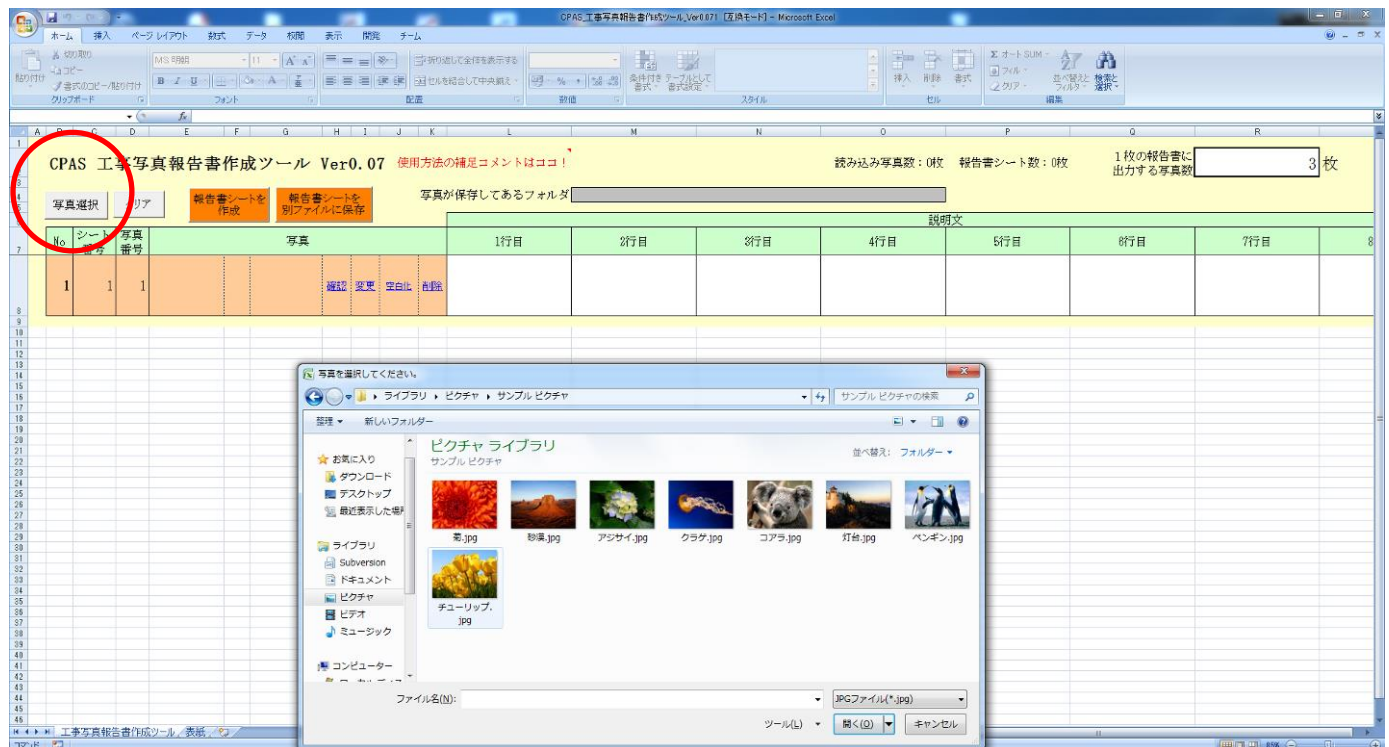 CPAS_工事写真報告書作成ツール_Ver0.071 [互換モード] - Microsoft Excel
ホーム 挿入 ページ レイアウト 数式 データ 校閲 表示 開発 チーム
切り取り
コピー
書式のコピー/貼り付け
貼り付け
MS 明朝 11
折り返して全体を表示する
セルを結合して中央揃え
条件付き書式 テーブルとして書式設定
挿入 削除 書式
Σ オート SUM
フィル
クリア
並べ替えとフィルタ 検索と選択
クリップボード フォント 配置 数値 スタイル セル 編集
A B C D E F G H I J K L M N O P Q R
CPAS 工事写真報告書作成ツール Ver0.07 使用方法の補足コメントはココ!
読み込み写真数:0枚 報告書シート数:0枚
1枚の報告書に出力する写真数 3 枚
写真選択 クリア 報告書シートを作成 報告書シートを別ファイルに保存
写真が保存してあるフォルダ
説明文
No シート番号 写真番号 写真 1行目 2行目 3行目 4行目 5行目 6行目 7行目 8
1 1 1 確認 変更 空白化 削除
写真を選択してください。
ライブラリ ピクチャ サンプル ピクチャ
サンプル ピクチャの検索
整理 新しいフォルダー
ピクチャ ライブラリ
サンプル ピクチャ
並べ替え: フォルダー
お気に入り
ダウンロード
デスクトップ
最近表示した場所
ライブラリ
Subversion
ドキュメント
ピクチャ
ビデオ
ミュージック
コンピューター
菊.jpg 砂漠.jpg アジサイ.jpg クラゲ.jpg コアラ.jpg 灯台.jpg ペンギン.jpg
チューリップ.jpg
ファイル名(N):
JPGファイル(*.jpg)
ツール(L) 開く(O) キャンセル
工事写真報告書作成ツール 表紙
コマンド
85%